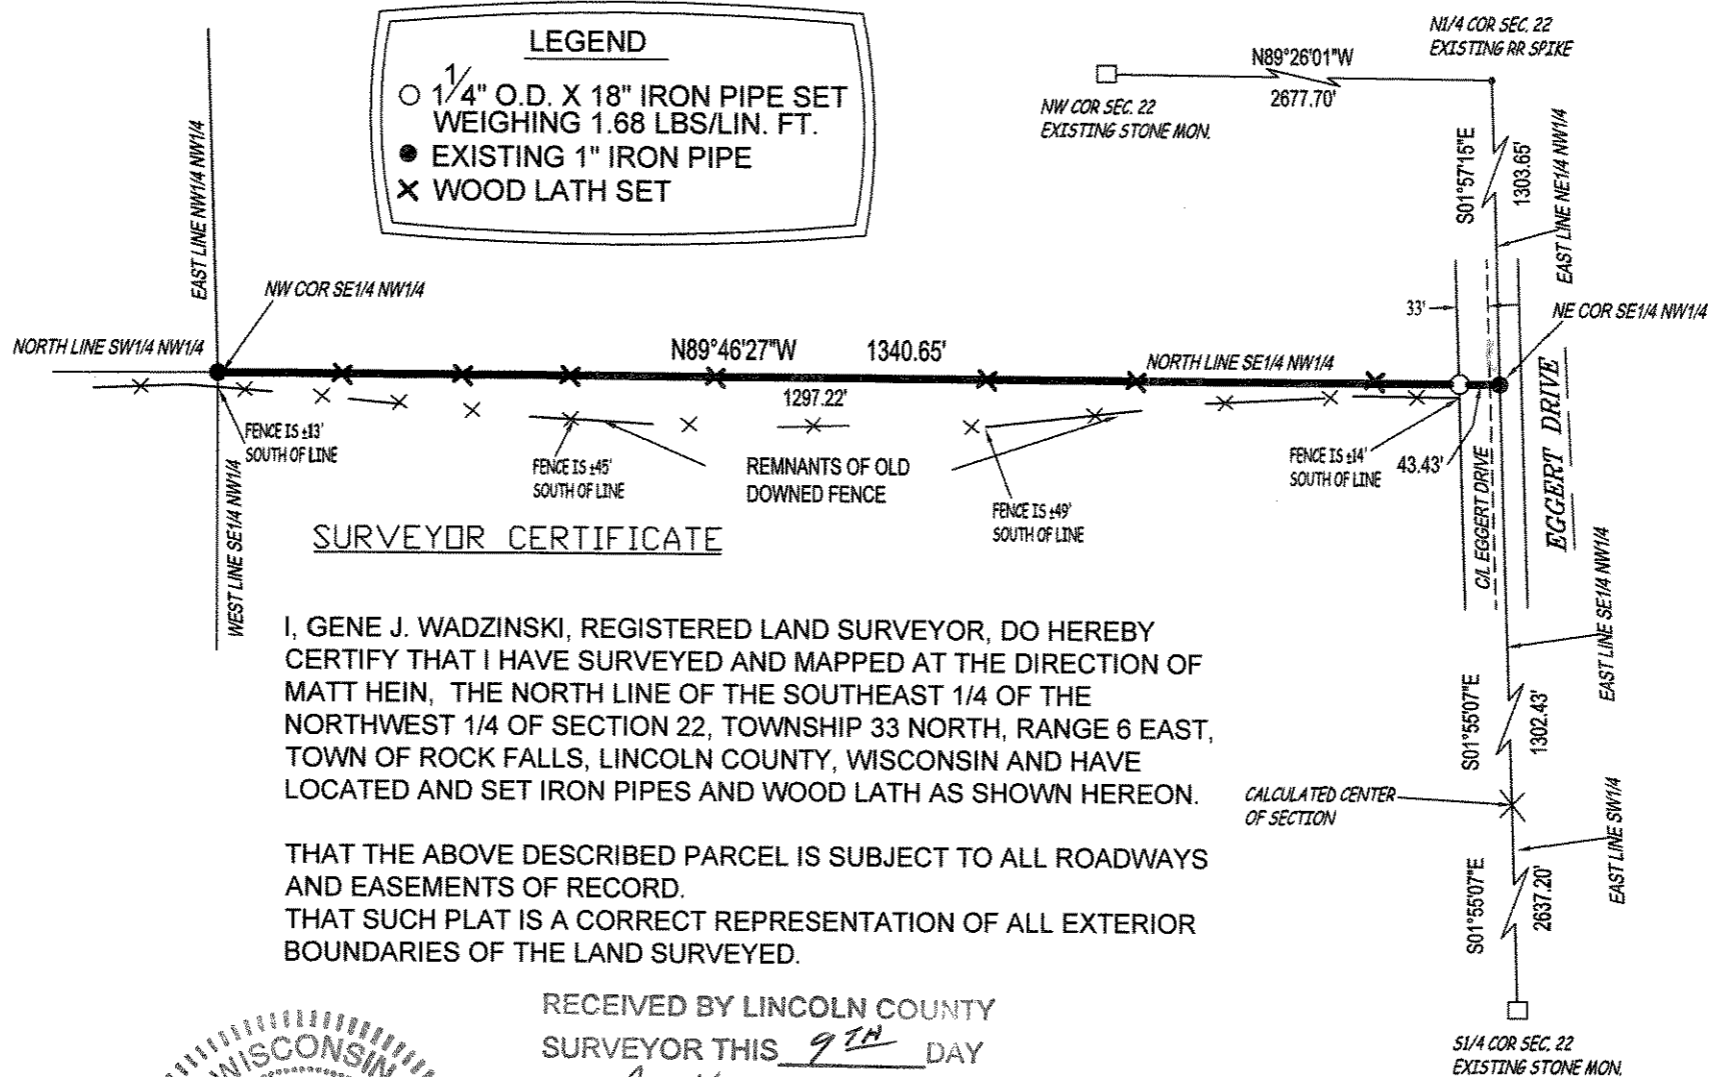 LEGEND
1/4" O.D. X 18" IRON PIPE SET
WEIGHING 1.68 LBS/LIN. FT.
EXISTING 1" IRON PIPE
WOOD LATH SET
N1/4 COR SEC. 22
EXISTING RR SPIKE
N89°26'01"W
2677.70'
NW COR SEC. 22
EXISTING STONE MON.
S01°57'15"E
1303.65'
EAST LINE NE1/4 NW1/4
EAST LINE NW1/4 NW1/4
NW COR SE1/4 NW1/4
33'
NE COR SE1/4 NW1/4
NORTH LINE SW1/4 NW1/4
N89°46'27"W
1340.65'
NORTH LINE SE1/4 NW1/4
1297.22'
EGGERT DRIVE
FENCE IS ±13'
SOUTH OF LINE
FENCE IS ±45'
SOUTH OF LINE
REMNANTS OF OLD
DOWNED FENCE
FENCE IS ±49'
SOUTH OF LINE
FENCE IS ±14'
SOUTH OF LINE
43.43'
C/L EGGERT DRIVE
WEST LINE SE1/4 NW1/4
EAST LINE SE1/4 NW1/4
SURVEYOR CERTIFICATE
I, GENE J. WADZINSKI, REGISTERED LAND SURVEYOR, DO HEREBY
CERTIFY THAT I HAVE SURVEYED AND MAPPED AT THE DIRECTION OF
MATT HEIN, THE NORTH LINE OF THE SOUTHEAST 1/4 OF THE
NORTHWEST 1/4 OF SECTION 22, TOWNSHIP 33 NORTH, RANGE 6 EAST,
TOWN OF ROCK FALLS, LINCOLN COUNTY, WISCONSIN AND HAVE
LOCATED AND SET IRON PIPES AND WOOD LATH AS SHOWN HEREON.
S01°55'07"E
1302.43'
CALCULATED CENTER
OF SECTION
THAT THE ABOVE DESCRIBED PARCEL IS SUBJECT TO ALL ROADWAYS
AND EASEMENTS OF RECORD.
THAT SUCH PLAT IS A CORRECT REPRESENTATION OF ALL EXTERIOR
BOUNDARIES OF THE LAND SURVEYED.
EAST LINE SW1/4
S01°55'07"E
2637.20'
RECEIVED BY LINCOLN COUNTY
SURVEYOR THIS 9TH DAY
WISCONSIN
S1/4 COR SEC. 22
EXISTING STONE MON.